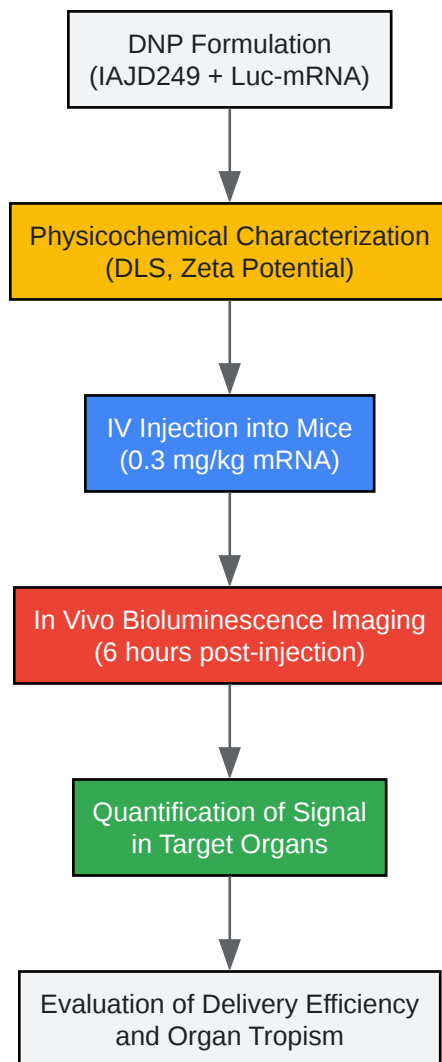 DNP Formulation
(IAJD249 + Luc-mRNA)
Physicochemical Characterization
(DLS, Zeta Potential)
IV Injection into Mice
(0.3 mg/kg mRNA)
In Vivo Bioluminescence Imaging
(6 hours post-injection)
Quantification of Signal
in Target Organs
Evaluation of Delivery Efficiency
and Organ Tropism